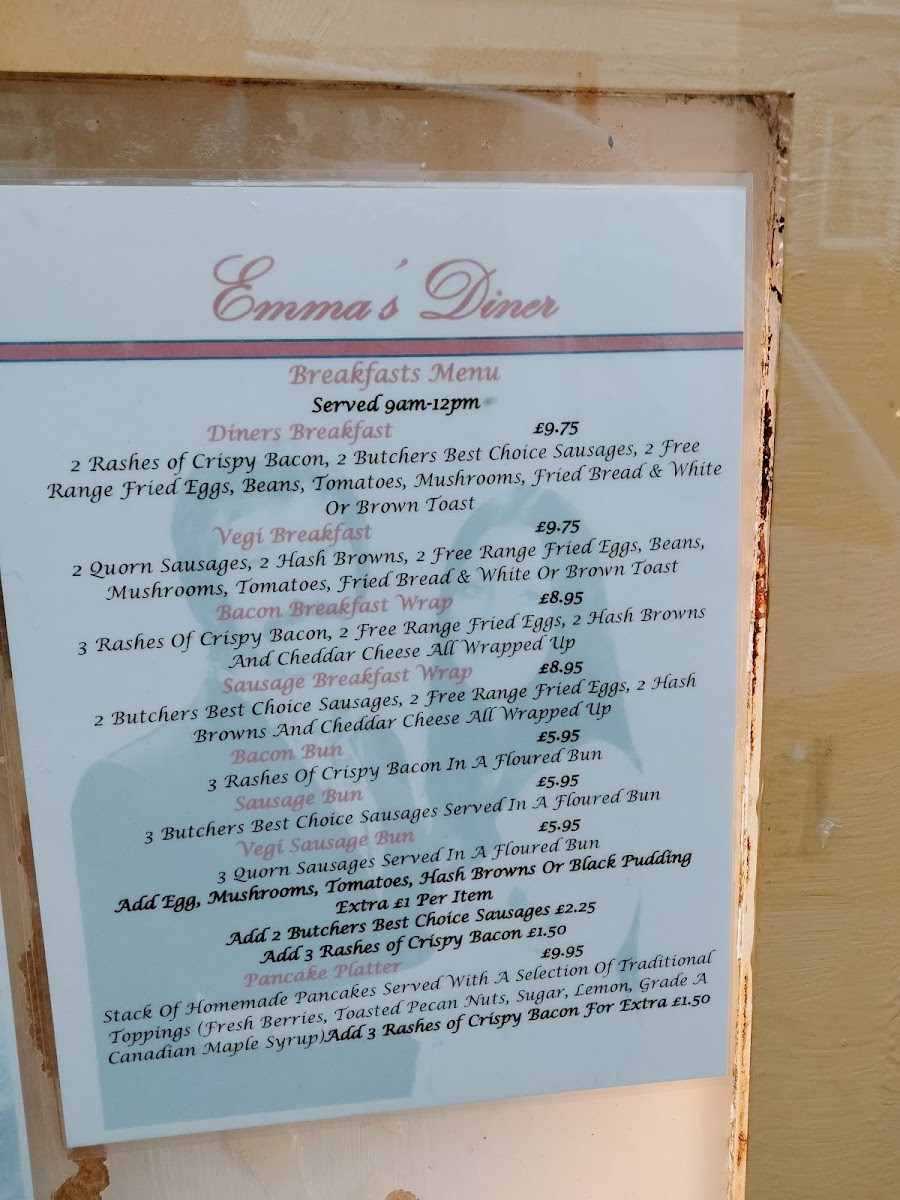 Emma's Diner
Breakfasts Menu
Served 9am-12pm
Diners Breakfast £9.75
2 Rashes of Crispy Bacon, 2 Butchers Best Choice Sausages, 2 Free
Range Fried Eggs, Beans, Tomatoes, Mushrooms, Fried Bread & White
Or Brown Toast
Vegi Breakfast £9.75
2 Quorn Sausages, 2 Hash Browns, 2 Free Range Fried Eggs, Beans,
Mushrooms, Tomatoes, Fried Bread & White Or Brown Toast
Bacon Breakfast Wrap £8.95
3 Rashes Of Crispy Bacon, 2 Free Range Fried Eggs, 2 Hash Browns
And Cheddar Cheese All Wrapped Up
Sausage Breakfast Wrap £8.95
2 Butchers Best Choice Sausages, 2 Free Range Fried Eggs, 2 Hash
Browns And Cheddar Cheese All Wrapped Up
Bacon Bun £5.95
3 Rashes Of Crispy Bacon In A Floured Bun
Sausage Bun £5.95
3 Butchers Best Choice Sausages Served In A Floured Bun
Vegi Sausage Bun £5.95
3 Quorn Sausages Served In A Floured Bun
Add Egg, Mushrooms, Tomatoes, Hash Browns Or Black Pudding
Extra £1 Per Item
Add 2 Butchers Best Choice Sausages £2.25
Add 3 Rashes of Crispy Bacon £1.50
Pancake Platter £9.95
Stack Of Homemade Pancakes Served With A Selection Of Traditional
Toppings (Fresh Berries, Toasted Pecan Nuts, Sugar, Lemon, Grade A
Canadian Maple Syrup)Add 3 Rashes of Crispy Bacon For Extra £1.50